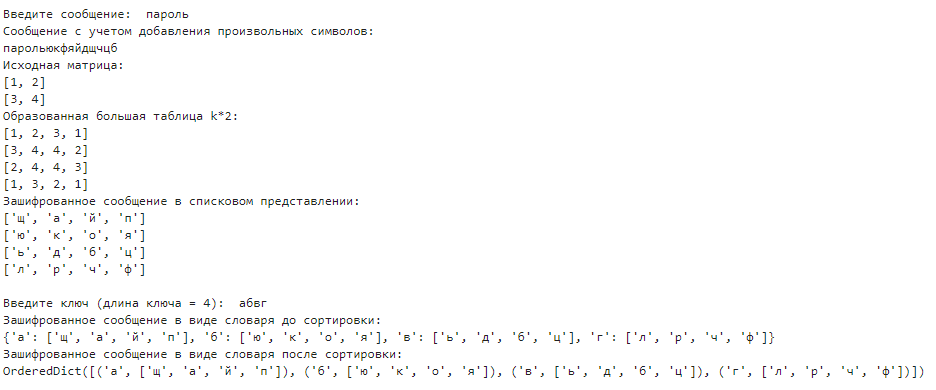 Введите сообщение:  пароль
Сообщение с учетом добавления произвольных символов:
парольюкфяйдщчцб
Исходная матрица:
[1, 2]
[3, 4]
Образованная большая таблица k*2:
[1, 2, 3, 1]
[3, 4, 4, 2]
[2, 4, 4, 3]
[1, 3, 2, 1]
Зашифрованное сообщение в списковом представлении:
['щ', 'а', 'й', 'п']
['ю', 'к', 'о', 'я']
['ь', 'д', 'б', 'ц']
['л', 'р', 'ч', 'ф']
Введите ключ (длина ключа = 4):  абвг
Зашифрованное сообщение в виде словаря до сортировки:
{'а': ['щ', 'а', 'й', 'п'], 'б': ['ю', 'к', 'о', 'я'], 'в': ['ь', 'д', 'б', 'ц'], 'г': ['л', 'р', 'ч', 'ф']}
Зашифрованное сообщение в виде словаря после сортировки:
OrderedDict([('а', ['щ', 'а', 'й', 'п']), ('б', ['ю', 'к', 'о', 'я']), ('в', ['ь', 'д', 'б', 'ц']), ('г', ['л', 'р', 'ч', 'ф'])])